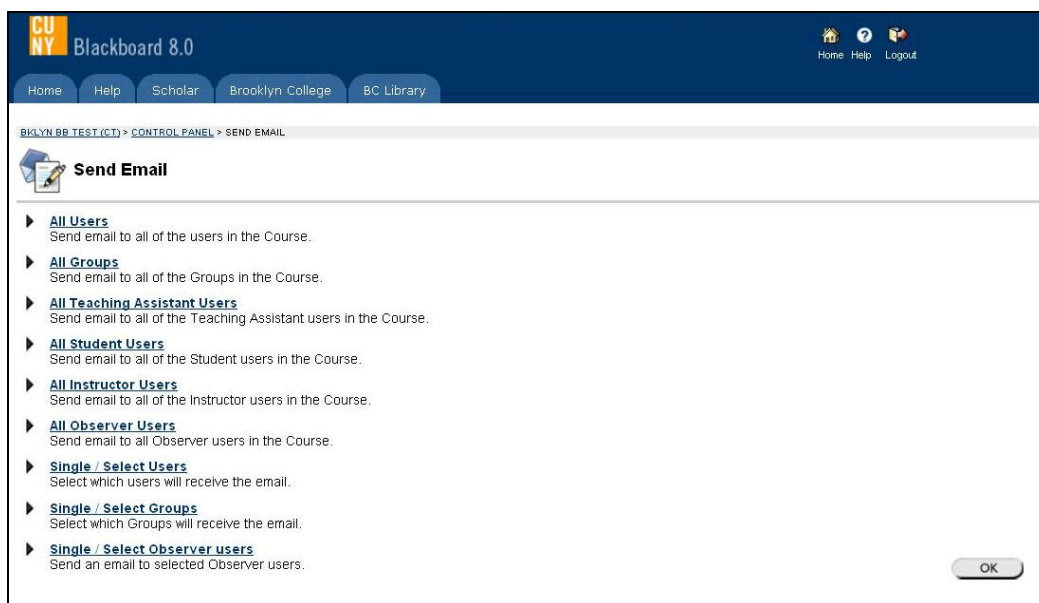 CU
NY Blackboard 8.0
Home Help Logout
Home Help Scholar Brooklyn College BC Library
BKLYN BB TEST (CT) > CONTROL PANEL > SEND EMAIL
Send Email
All Users
Send email to all of the users in the Course.
All Groups
Send email to all of the Groups in the Course.
All Teaching Assistant Users
Send email to all of the Teaching Assistant users in the Course.
All Student Users
Send email to all of the Student users in the Course.
All Instructor Users
Send email to all of the Instructor users in the Course.
All Observer Users
Send email to all Observer users in the Course.
Single / Select Users
Select which users will receive the email.
Single / Select Groups
Select which Groups will receive the email.
Single / Select Observer users
Send an email to selected Observer users.
OK